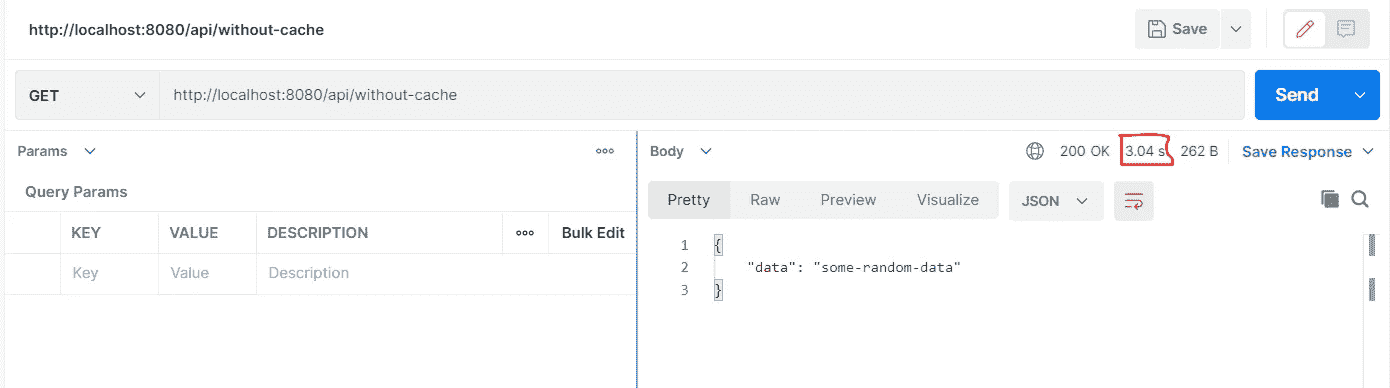 http://localhost:8080/api/without-cache
Save
GET
http://localhost:8080/api/without-cache
Send
Params
Body
200 OK
3.04 s
262 B
Save Response
Query Params
Pretty
Raw
Preview
Visualize
JSON
KEY
VALUE
DESCRIPTION
Bulk Edit
Key
Value
Description
1 {
2 "data": "some-random-data"
3 }